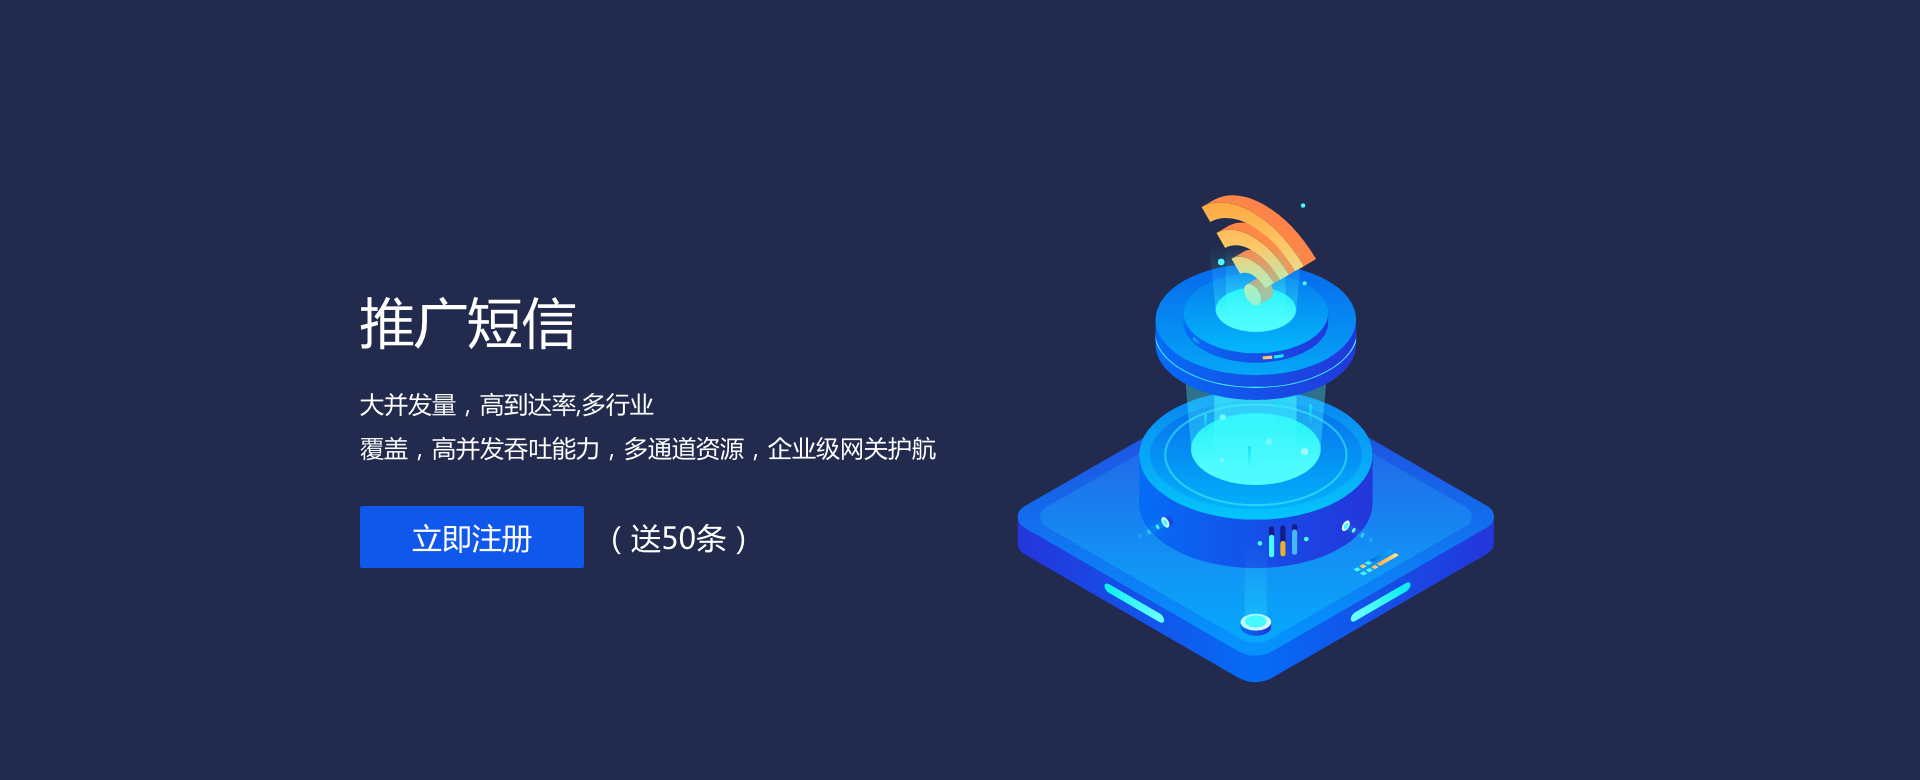 推广短信
大并发量，高到达率,多行业
覆盖，高并发吞吐能力，多通道资源，企业级网关护航
立即注册 （送50条）